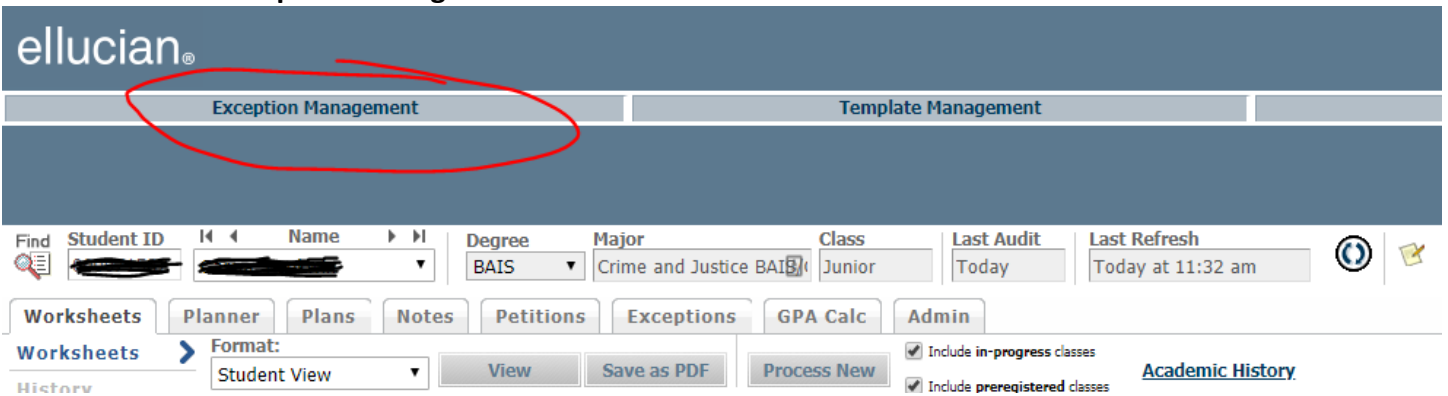 ellucian®
Exception Management Template Management
Find Student ID Name Degree Major Class Last Audit Last Refresh
BAIS Crime and Justice BAIS/ Junior Today Today at 11:32 am
Worksheets Planner Plans Notes Petitions Exceptions GPA Calc Admin
Worksheets Format: Include in-progress classes
Student View View Save as PDF Process New Academic History
History Include preregistered classes